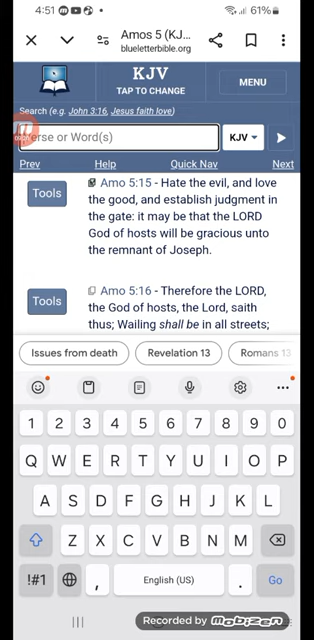 4:51
61%
Amos 5 (KJ...
blueletterbible.org
KJV
TAP TO CHANGE
MENU
Search (e.g. John 3:16, Jesus faith love)
erse or Word(s)
KJV
Prev Help Quick Nav Next
Tools
Amo 5:15 - Hate the evil, and love
the good, and establish judgment in
the gate: it may be that the LORD
God of hosts will be gracious unto
the remnant of Joseph.
Tools
Amo 5:16 - Therefore the LORD,
the God of hosts, the Lord, saith
thus; Wailing shall be in all streets;
Issues from death
Revelation 13
Romans 13
1 2 3 4 5 6 7 8 9 0
Q W E R T Y U I O P
A S D F G H J K L
Z X C V B N M
!#1 , English (US) . Go
Recorded by Mobizen